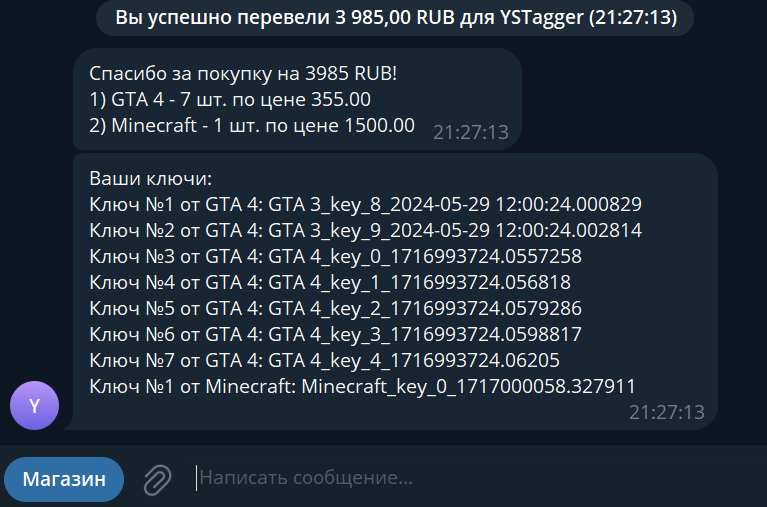 Вы успешно перевели 3 985,00 RUB для YSTagger (21:27:13)
Спасибо за покупку на 3985 RUB!
1) GTA 4 - 7 шт. по цене 355.00
2) Minecraft - 1 шт. по цене 1500.00
21:27:13
Ваши ключи:
Ключ №1 от GTA 4: GTA 3_key_8_2024-05-29 12:00:24.000829
Ключ №2 от GTA 4: GTA 3_key_9_2024-05-29 12:00:24.002814
Ключ №3 от GTA 4: GTA 4_key_0_1716993724.0557258
Ключ №4 от GTA 4: GTA 4_key_1_1716993724.056818
Ключ №5 от GTA 4: GTA 4_key_2_1716993724.0579286
Ключ №6 от GTA 4: GTA 4_key_3_1716993724.0598817
Ключ №7 от GTA 4: GTA 4_key_4_1716993724.06205
Ключ №1 от Minecraft: Minecraft_key_0_1717000058.327911
21:27:13
Y
Магазин
Написать сообщение...